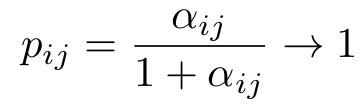 p_{ij} = \frac{\alpha_{ij}}{1 + \alpha_{ij}} \to 1